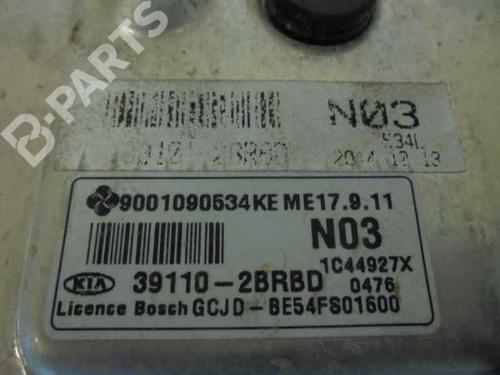 B-PARTS
N03
534L
2014.12.13
9001090534KE ME17.9.11
N03
1C44927X
KIA 39110-2BRBD 0476
Licence Bosch GCJD-BE54FS01600